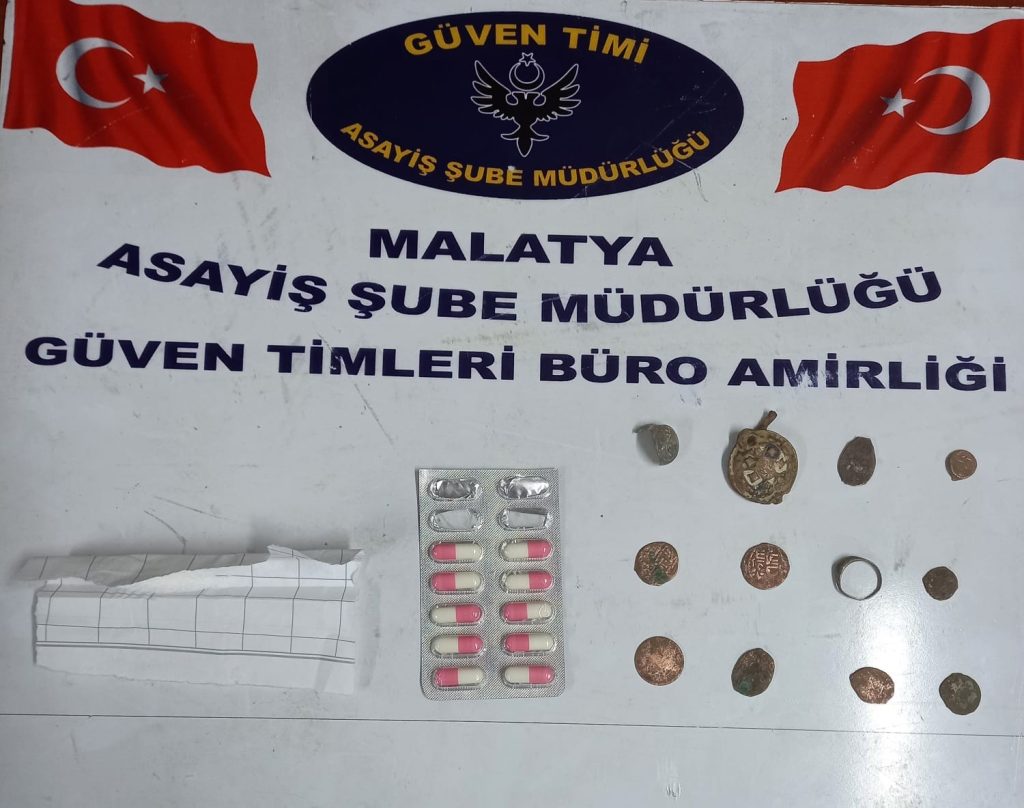 GÜVEN TİMİ
ASAYİŞ ŞUBE MÜDÜRLÜĞÜ
MALATYA
ASAYİŞ ŞUBE MÜDÜRLÜĞÜ
GÜVEN TİMLERİ BÜRO AMİRLİĞİ